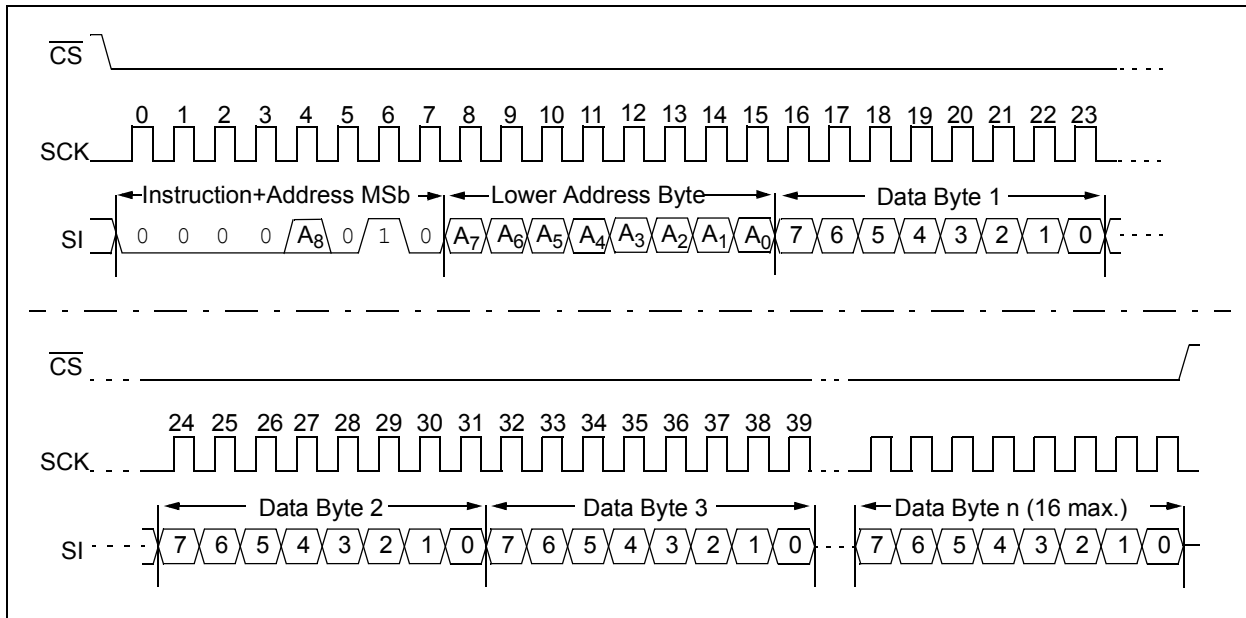 CS
0 1 2 3 4 5 6 7 8 9 10 11 12 13 14 15 16 17 18 19 20 21 22 23
SCK
Instruction+Address MSb Lower Address Byte Data Byte 1
SI 0 0 0 0 A8 0 1 0 A7 A6 A5 A4 A3 A2 A1 A0 7 6 5 4 3 2 1 0
CS
24 25 26 27 28 29 30 31 32 33 34 35 36 37 38 39
SCK
Data Byte 2 Data Byte 3 Data Byte n (16 max.)
SI 7 6 5 4 3 2 1 0 7 6 5 4 3 2 1 0 7 6 5 4 3 2 1 0